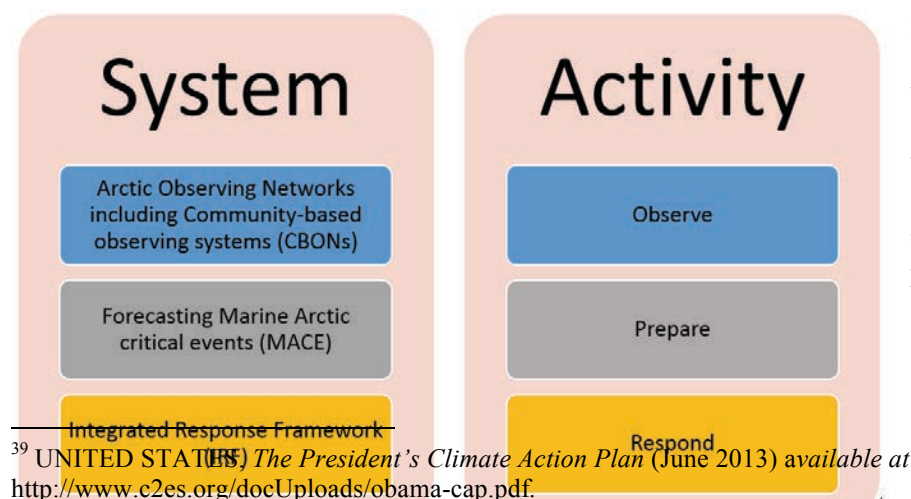 System
Arctic Observing Networks
including Community-based
observing systems (CBONs)
Forecasting Marine Arctic
critical events (MACE)
Integrated Response Framework
Activity
Observe
Prepare
Respond
39 UNITED STATES, The President's Climate Action Plan (June 2013) available at
http://www.c2es.org/docUploads/obama-cap.pdf.